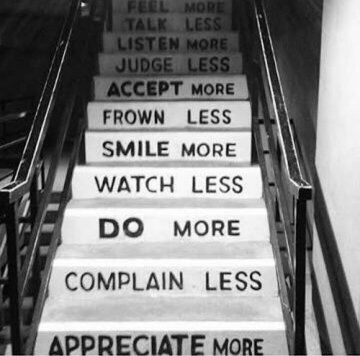 FEEL MORE
TALK LESS
LISTEN MORE
JUDGE LESS
ACCEPT MORE
FROWN LESS
SMILE MORE
WATCH LESS
DO MORE
COMPLAIN LESS
APPRECIATE MORE